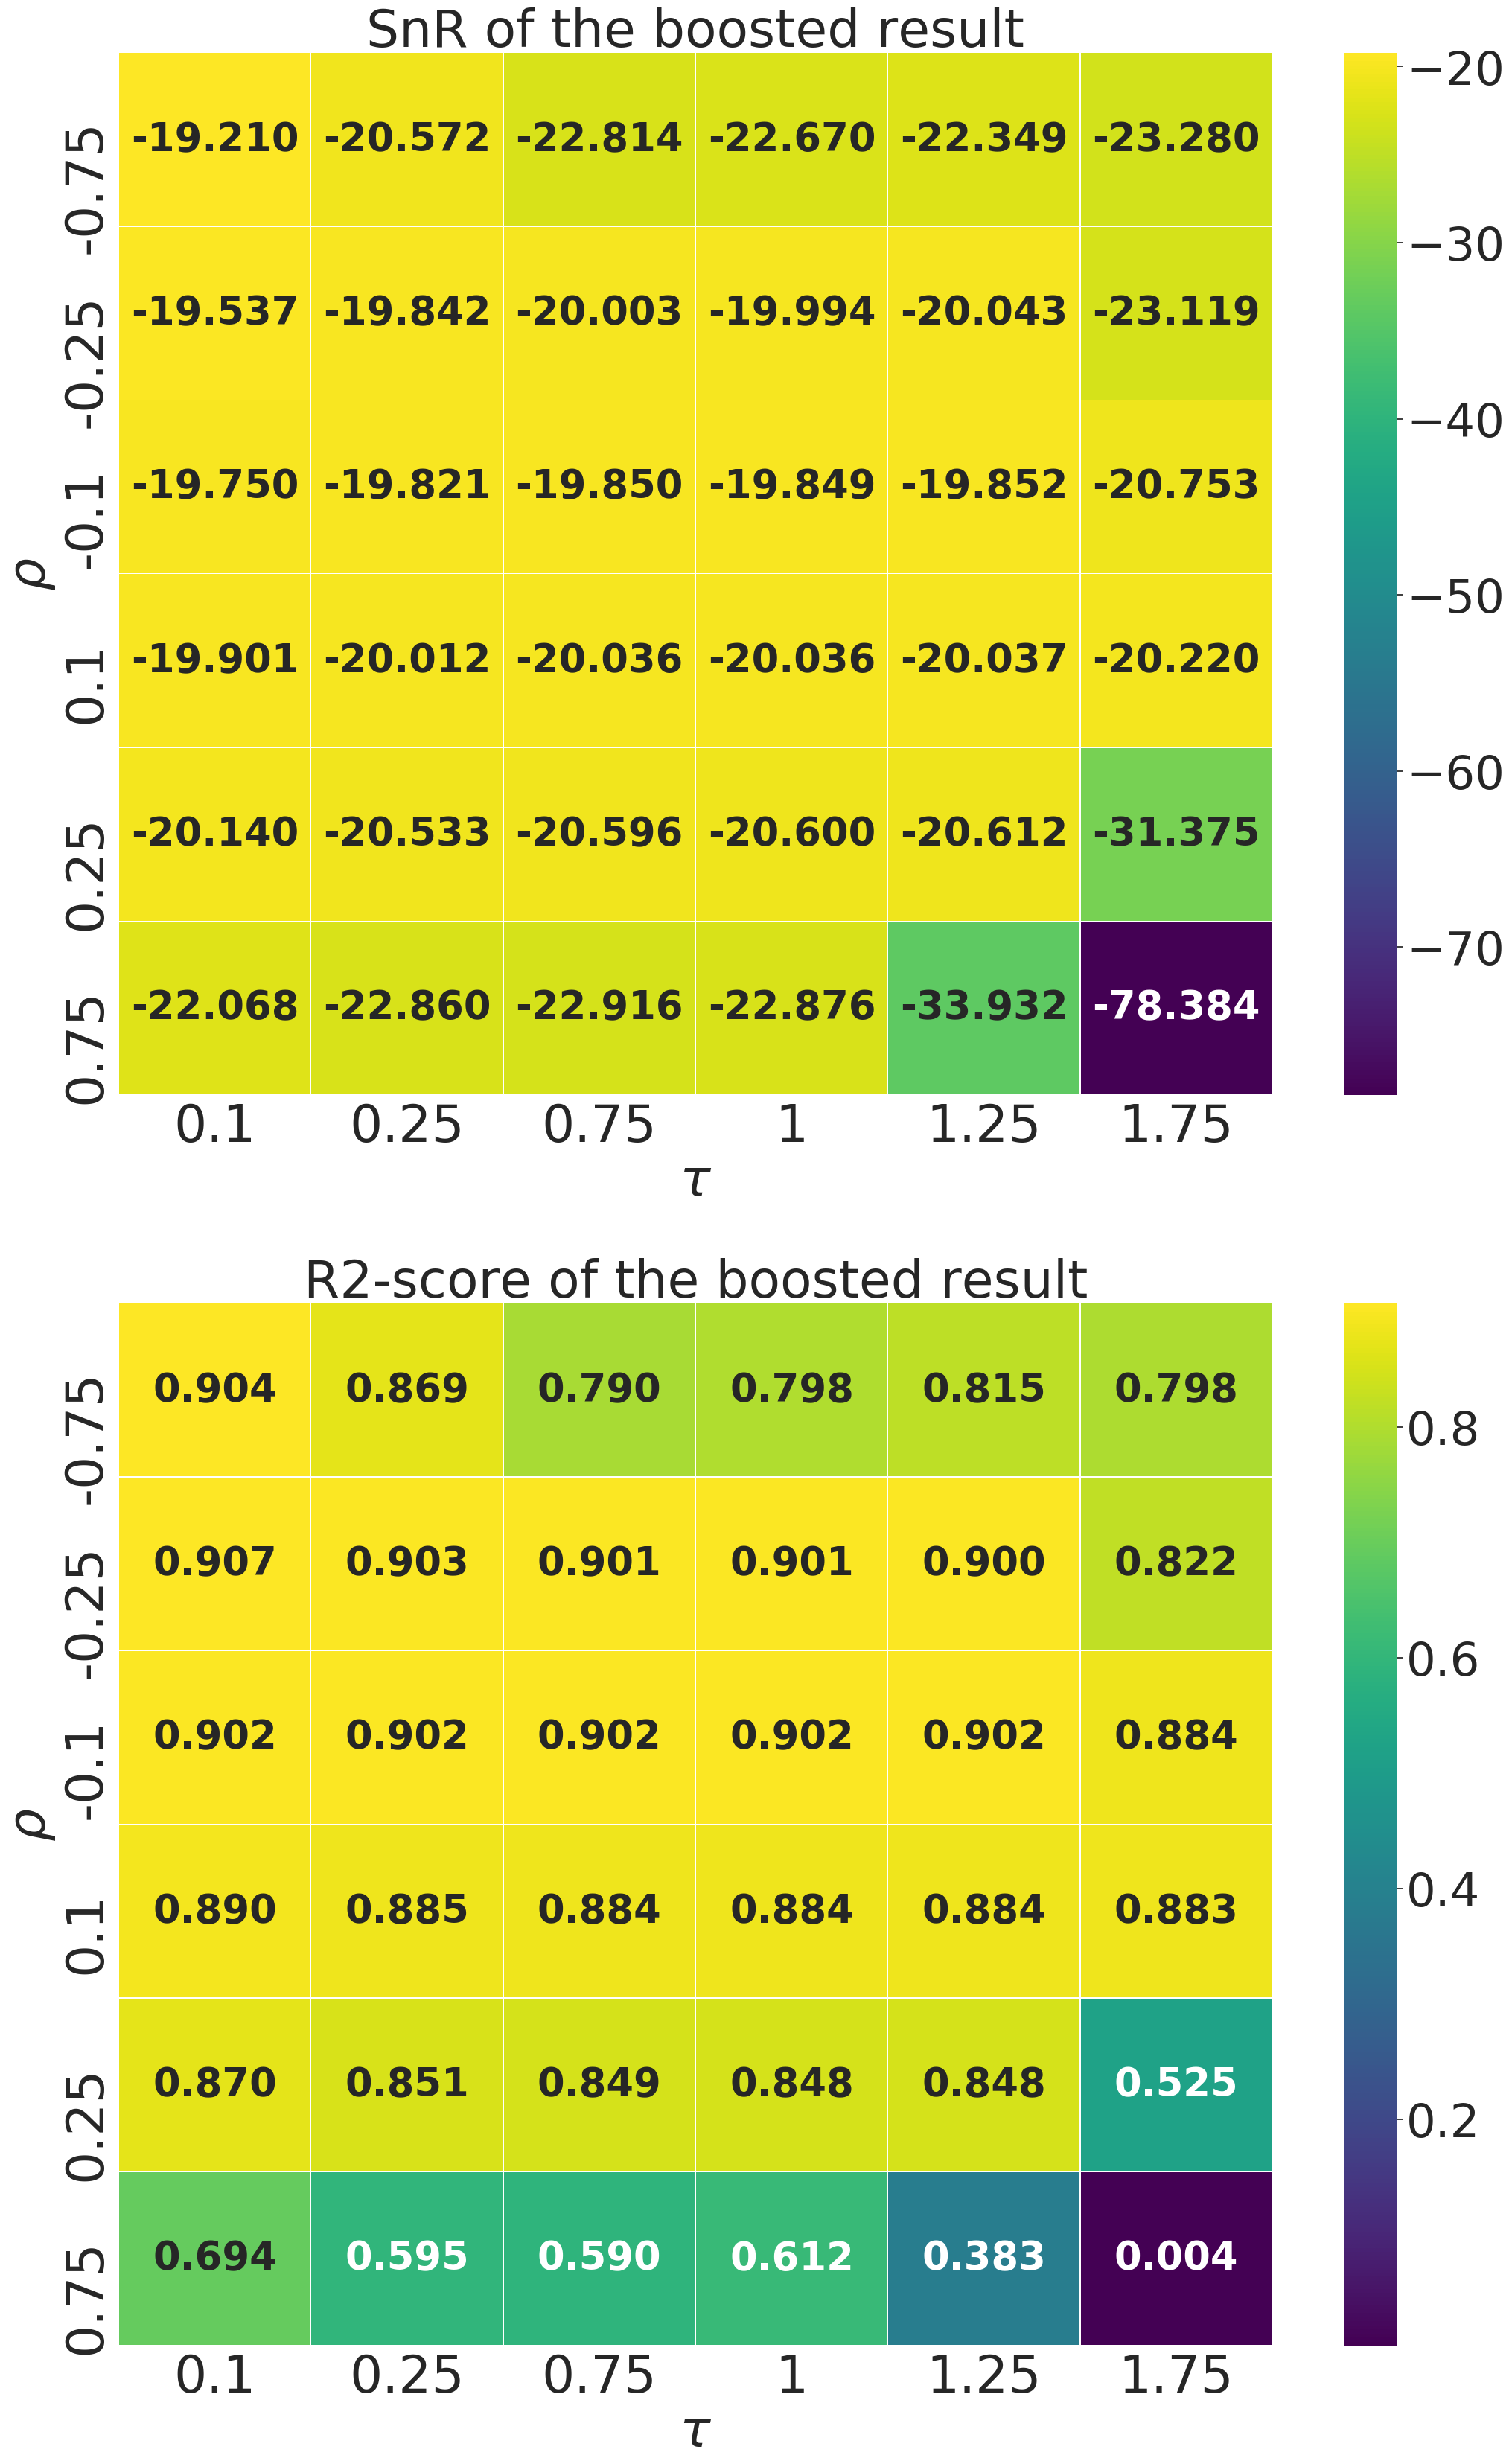 SnR of the boosted result
-0.75 -19.210 -20.572 -22.814 -22.670 -22.349 -23.280
-0.25 -19.537 -19.842 -20.003 -19.994 -20.043 -23.119
-0.1 -19.750 -19.821 -19.850 -19.849 -19.852 -20.753
0.1 -19.901 -20.012 -20.036 -20.036 -20.037 -20.220
0.25 -20.140 -20.533 -20.596 -20.600 -20.612 -31.375
0.75 -22.068 -22.860 -22.916 -22.876 -33.932 -78.384
ρ
0.1 0.25 0.75 1 1.25 1.75
τ
−20
−30
−40
−50
−60
−70
R2-score of the boosted result
-0.75 0.904 0.869 0.790 0.798 0.815 0.798
-0.25 0.907 0.903 0.901 0.901 0.900 0.822
-0.1 0.902 0.902 0.902 0.902 0.902 0.884
0.1 0.890 0.885 0.884 0.884 0.884 0.883
0.25 0.870 0.851 0.849 0.848 0.848 0.525
0.75 0.694 0.595 0.590 0.612 0.383 0.004
ρ
0.1 0.25 0.75 1 1.25 1.75
τ
0.8
0.6
0.4
0.2